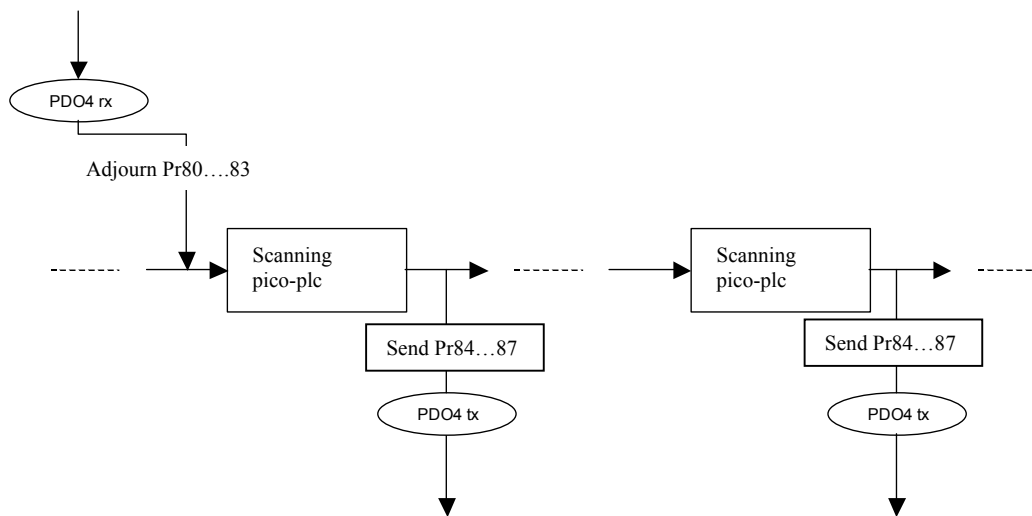 PDO4 rx
Adjourn Pr80....83
Scanning
pico-plc
Scanning
pico-plc
Send Pr84...87
Send Pr84...87
PDO4 tx
PDO4 tx